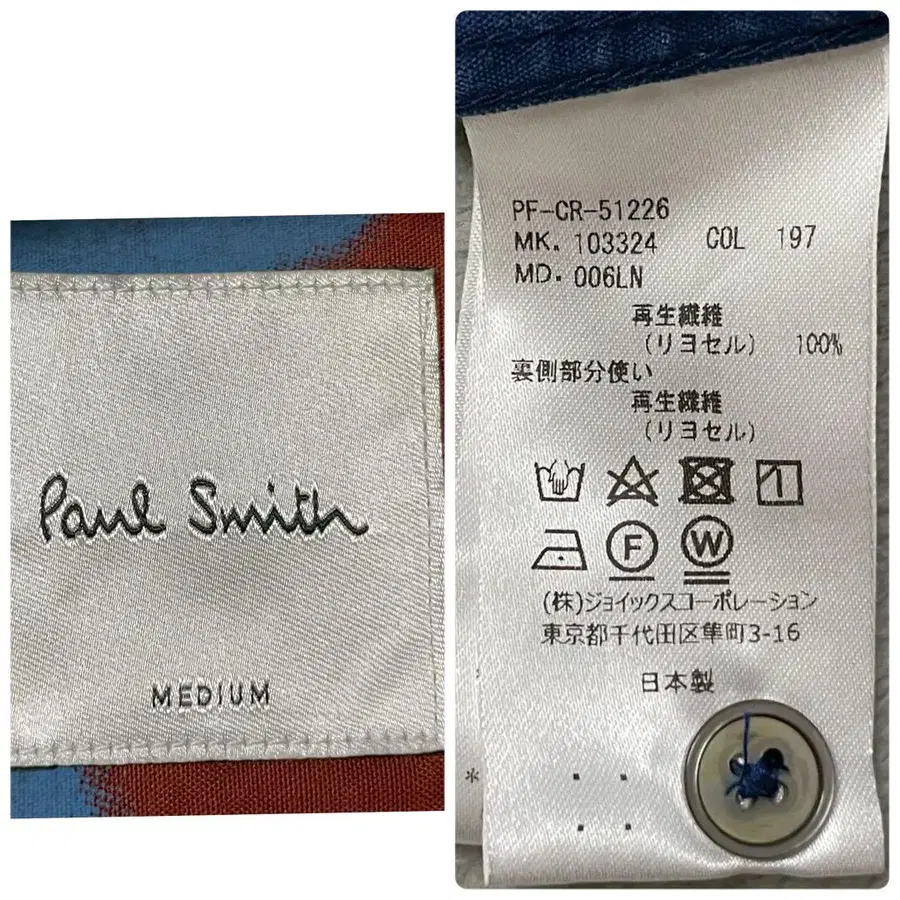 Paul Smith
MEDIUM
PF-CR-51226
MK. 103324 COL 197
MD. 006LN
再生繊維
(リヨセル) 100%
裏側部分使い
再生繊維
(リヨセル)
F W
(株)ジョイックスコーポレーション
東京都千代田区隼町3-16
日本製
*